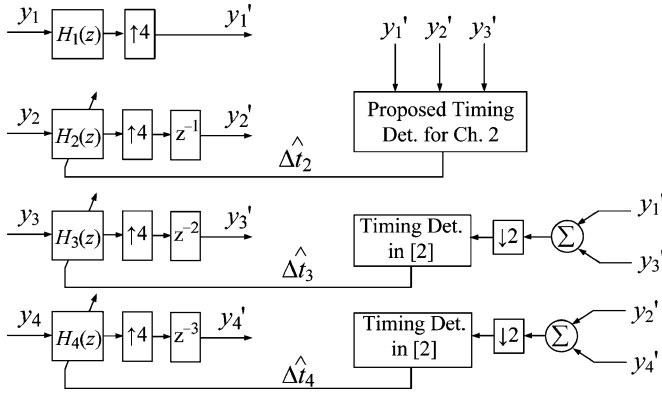 y₁ H₁(z) ↑4 y₁'
y₁' y₂' y₃'
y₂ H₂(z) ↑4 z⁻¹ y₂'
Proposed Timing
Det. for Ch. 2
Δt̂₂
y₃ H₃(z) ↑4 z⁻² y₃'
Timing Det.
in [2]
↓2 Σ y₁'
y₃'
Δt̂₃
y₄ H₄(z) ↑4 z⁻³ y₄'
Timing Det.
in [2]
↓2 Σ y₂'
y₄'
Δt̂₄